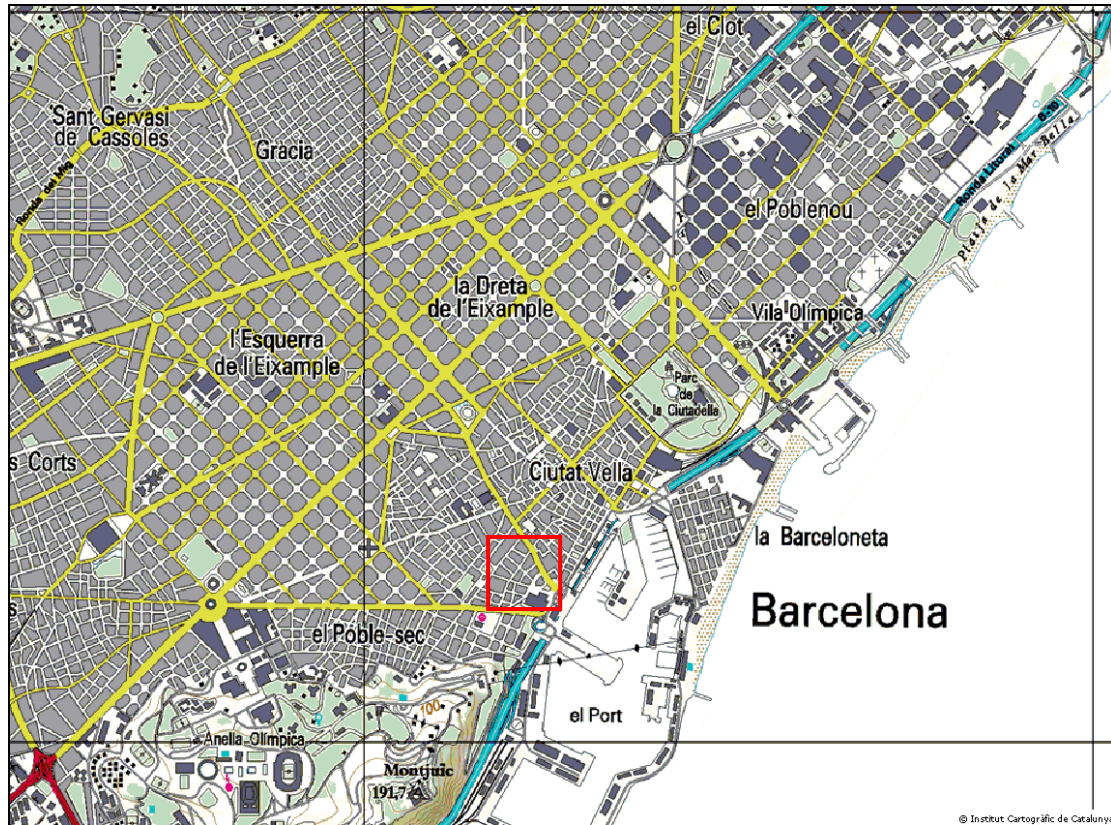 el Clot
Sant Gervasi
de Cassoles
Gràcia
Ronda del Mig
B-10
Ronda Litoral
Platja de la Mar Bella
el Poblenou
la Dreta
de l'Eixample
Vila Olímpica
l'Esquerra
de l'Eixample
Parc
de
la Ciutadella
s Corts
Ciutat Vella
la Barceloneta
Barcelona
el Poble-sec
100
el Port
Anella Olímpica
Montjuïc
191,7
© Institut Cartogràfic de Catalunya